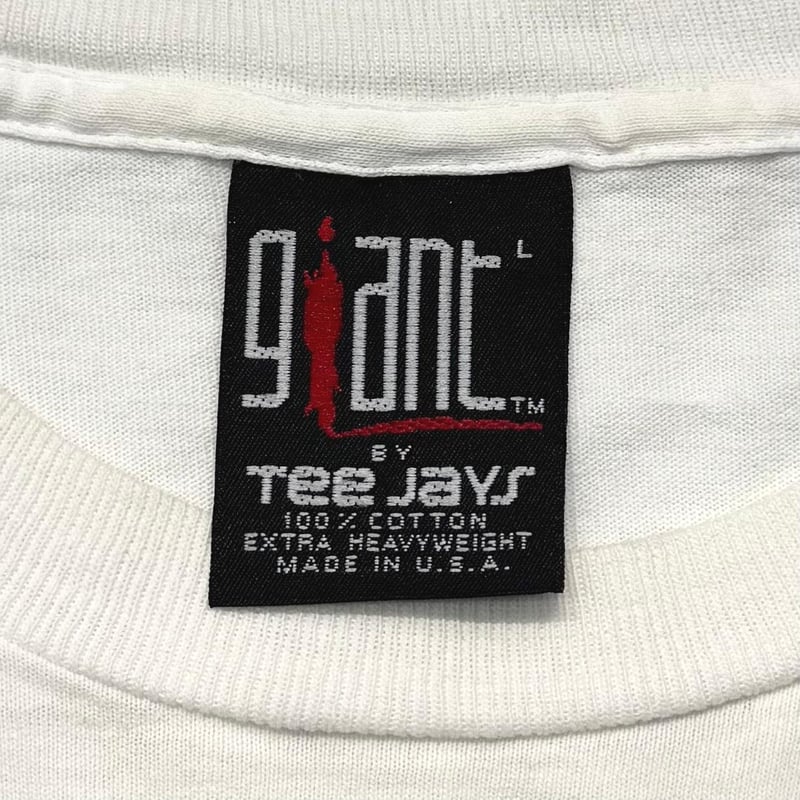 giant L
TM
BY
Tee Jays
100% COTTON
EXTRA HEAVYWEIGHT
MADE IN U.S.A.